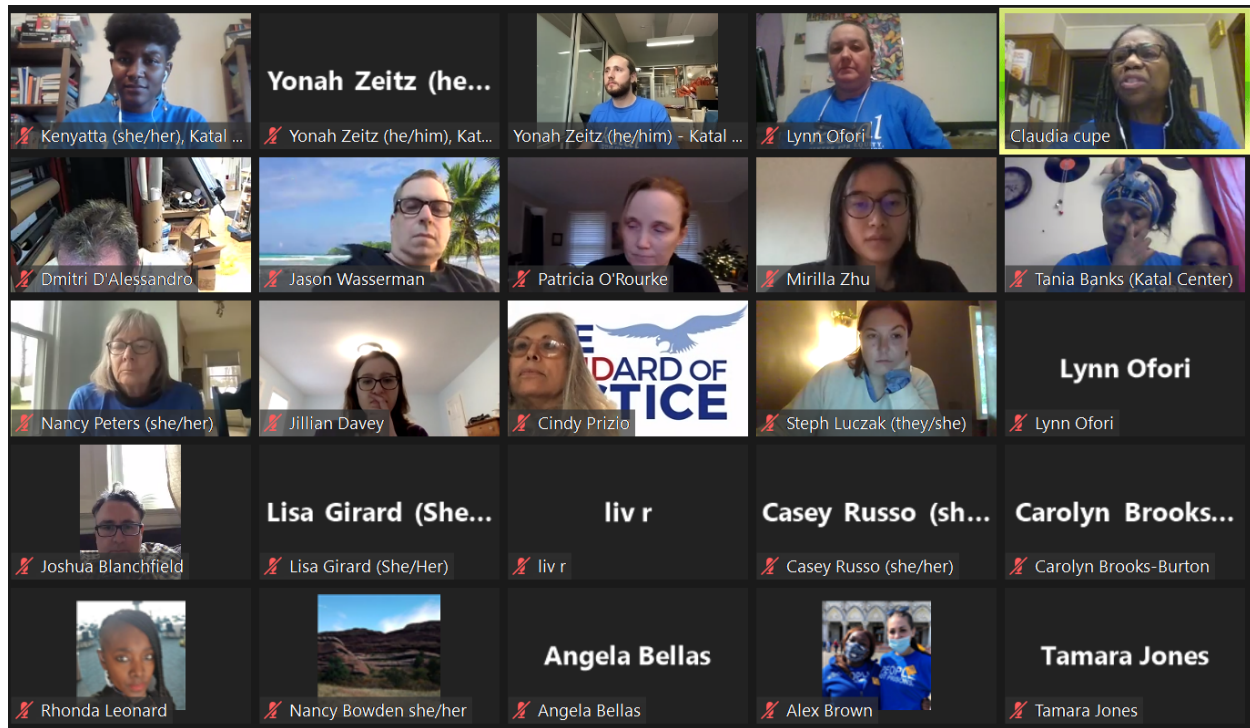 Kenyatta (she/her), Katal ...
Yonah Zeitz (he...
Yonah Zeitz (he/him), Kat...
Yonah Zeitz (he/him) - Katal ...
Lynn Ofori
Claudia cupe
Dmitri D'Alessandro
Jason Wasserman
Patricia O'Rourke
Mirilla Zhu
Tania Banks (Katal Center)
Nancy Peters (she/her)
Jillian Davey
DARD OF
TICE
Cindy Prizio
Steph Luczak (they/she)
Lynn Ofori
Lynn Ofori
Joshua Blanchfield
Lisa Girard (She...
Lisa Girard (She/Her)
liv r
liv r
Casey Russo (sh...
Casey Russo (she/her)
Carolyn Brooks...
Carolyn Brooks-Burton
Rhonda Leonard
Nancy Bowden she/her
Angela Bellas
Angela Bellas
Alex Brown
Tamara Jones
Tamara Jones